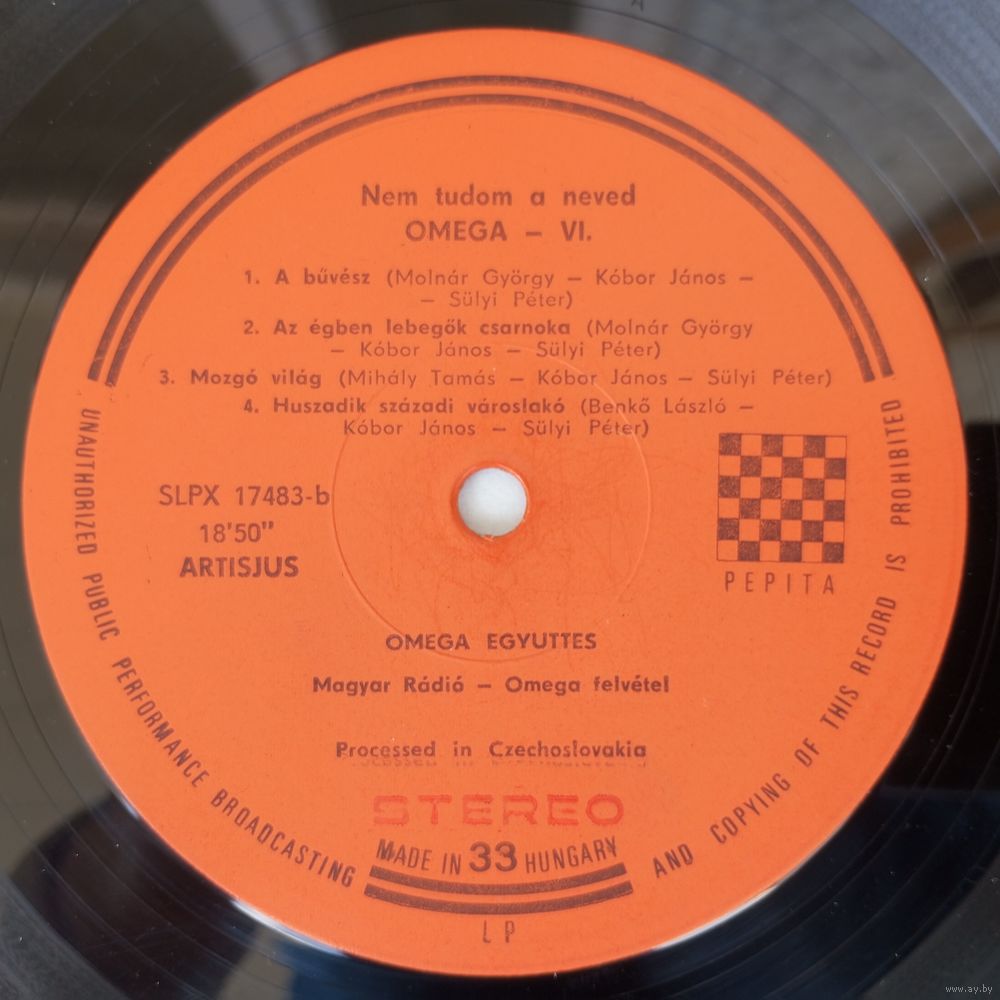 Nem tudom a neved
OMEGA – VI.
1. A bűvész (Molnár György – Kóbor János –
– Sülyi Péter)
2. Az égben lebegők csarnoka (Molnár György
– Kóbor János – Sülyi Péter)
3. Mozgó világ (Mihály Tamás – Kóbor János – Sülyi Péter)
4. Huszadik századi városlakó (Benkő László –
Kóbor János – Sülyi Péter)
SLPX 17483-b
18'50"
ARTISJUS
PEPITA
OMEGA EGYUTTES
Magyar Rádió – Omega felvétel
Processed in Czechoslovakia
STEREO
MADE IN 33 HUNGARY
LP
UNAUTHORIZED PUBLIC PERFORMANCE BROADCASTING AND COPYING OF THIS RECORD IS PROHIBITED
www.ay.by